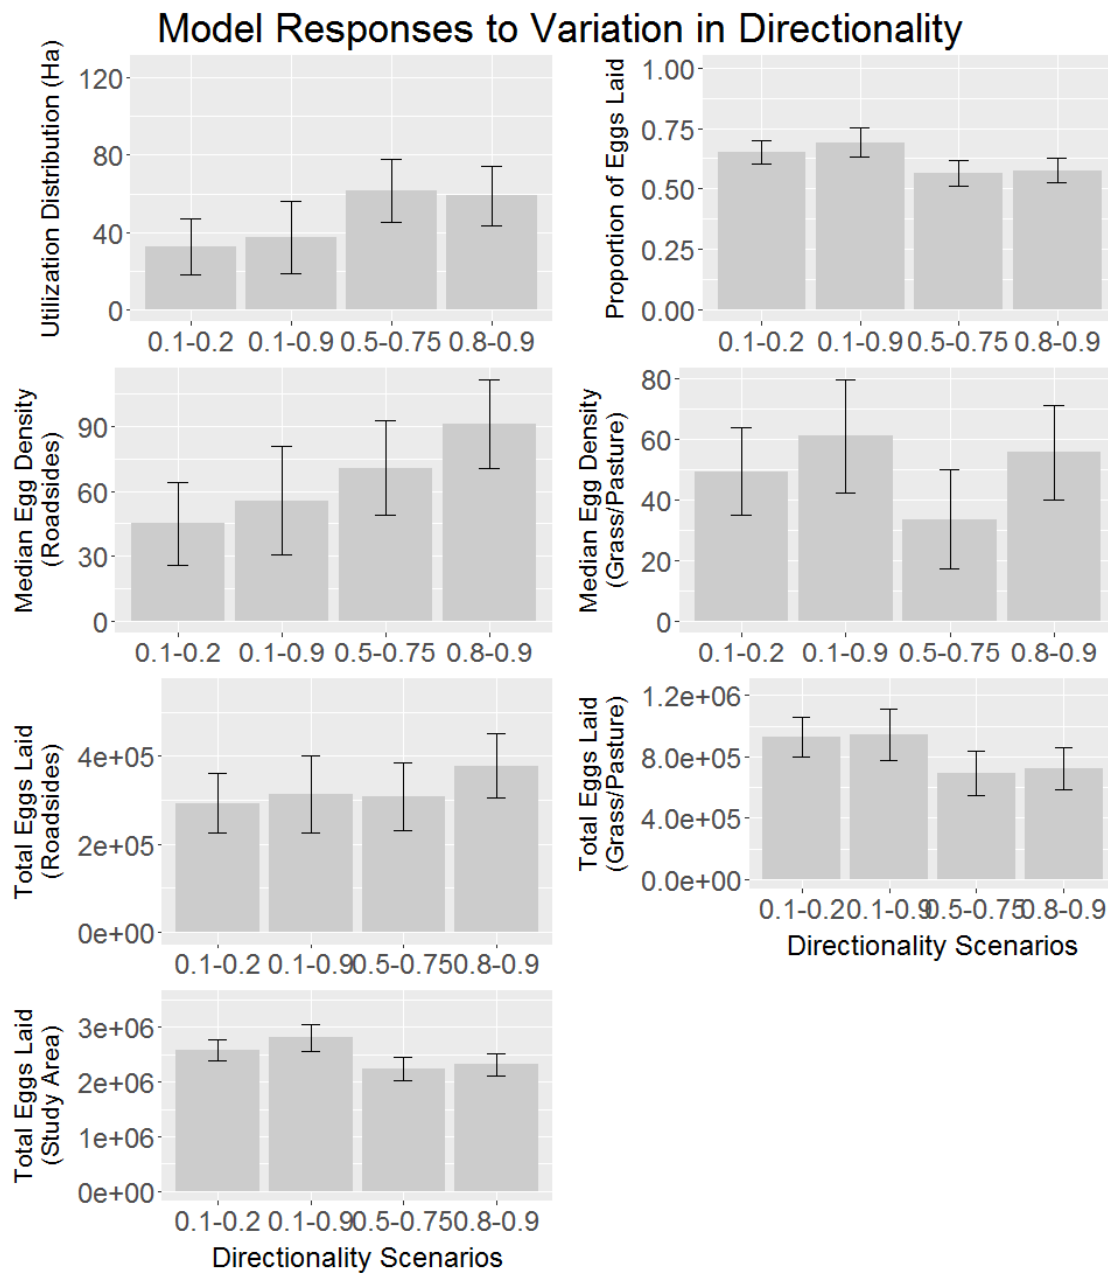 Model Responses to Variation in Directionality
Utilization Distribution (Ha)
120
80
40
0
0.1-0.2 0.1-0.9 0.5-0.75 0.8-0.9
Proportion of Eggs Laid
1.00
0.75
0.50
0.25
0.00
0.1-0.2 0.1-0.9 0.5-0.75 0.8-0.9
Median Egg Density
(Roadsides)
90
60
30
0
0.1-0.2 0.1-0.9 0.5-0.75 0.8-0.9
Median Egg Density
(Grass/Pasture)
80
60
40
20
0
0.1-0.2 0.1-0.9 0.5-0.75 0.8-0.9
Total Eggs Laid
(Roadsides)
4e+05
2e+05
0e+00
0.1-0.2 0.1-0.9 0.5-0.75 0.8-0.9
Total Eggs Laid
(Grass/Pasture)
1.2e+06
8.0e+05
4.0e+05
0.0e+00
0.1-0.2 0.1-0.9 0.5-0.75 0.8-0.9
Directionality Scenarios
Total Eggs Laid
(Study Area)
3e+06
2e+06
1e+06
0e+00
0.1-0.2 0.1-0.9 0.5-0.75 0.8-0.9
Directionality Scenarios